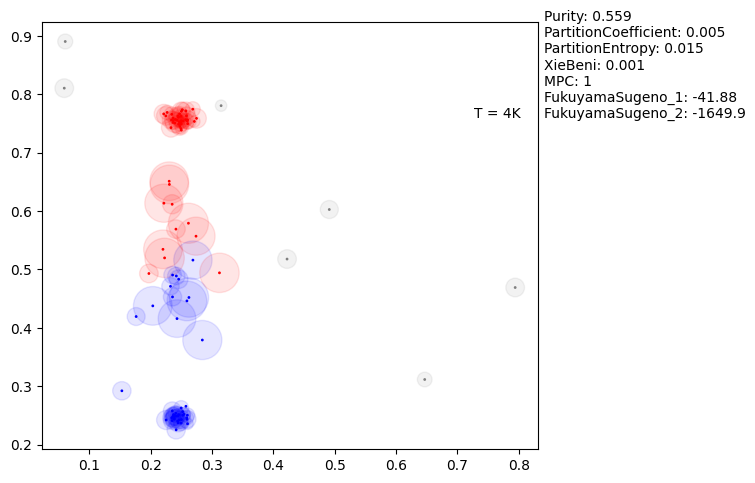 Purity: 0.559
PartitionCoefficient: 0.005
PartitionEntropy: 0.015
XieBeni: 0.001
MPC: 1
FukuyamaSugeno_1: -41.88
FukuyamaSugeno_2: -1649.9
T = 4K
0.9
0.8
0.7
0.6
0.5
0.4
0.3
0.2
0.1 0.2 0.3 0.4 0.5 0.6 0.7 0.8